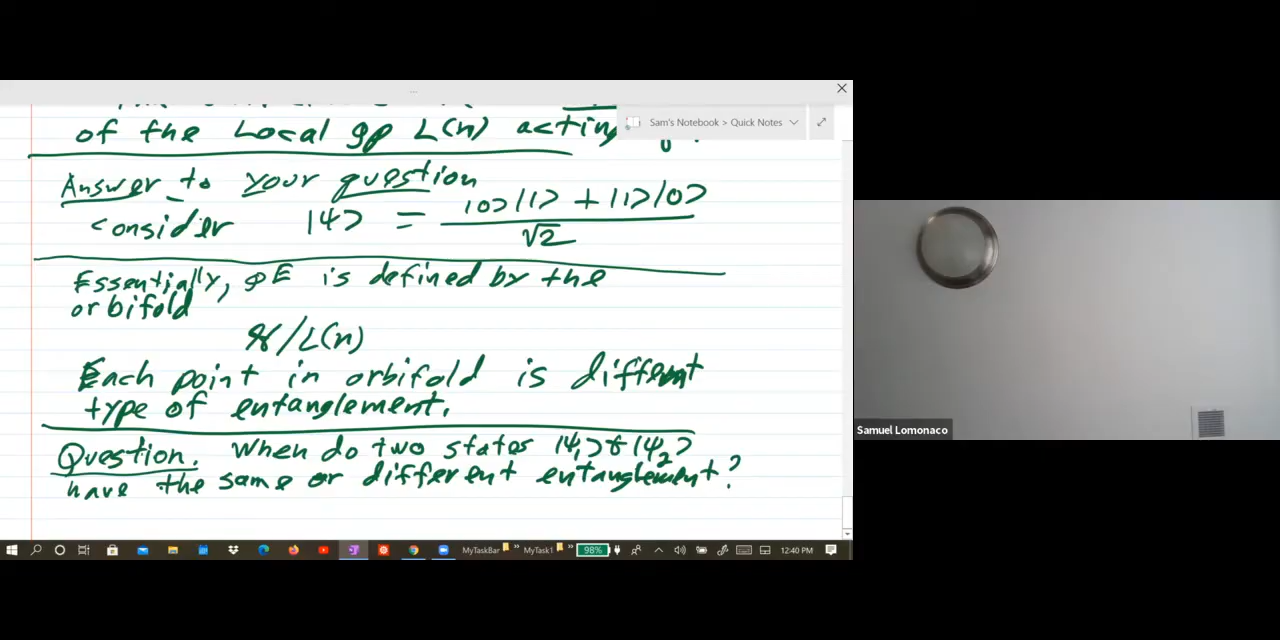 of the Local gp L(n) acting
Sam's Notebook > Quick Notes
Answer to your question
consider |ψ> = |0>|1> + |1>|0> / √2
Essentially, QE is defined by the
orbifold
ℋ/L(n)
Each point in orbifold is different
type of entanglement.
Question. When do two states |ψ₁> & |ψ₂>
have the same or different entanglement?
Samuel Lomonaco
MyTaskBar
MyTask1
98%
12:40 PM